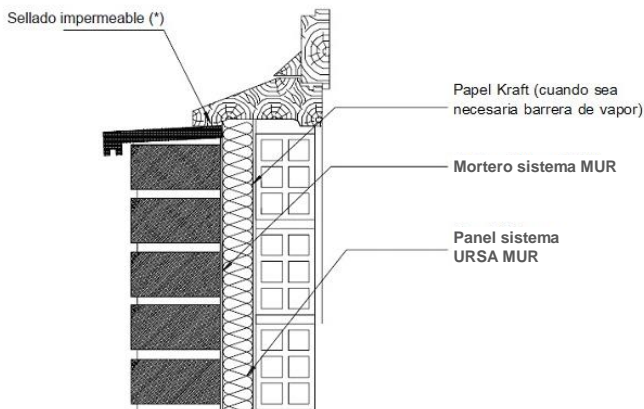 Sellado impermeable (*)
Papel Kraft (cuando sea
necesaria barrera de vapor)
Mortero sistema MUR
Panel sistema
URSA MUR